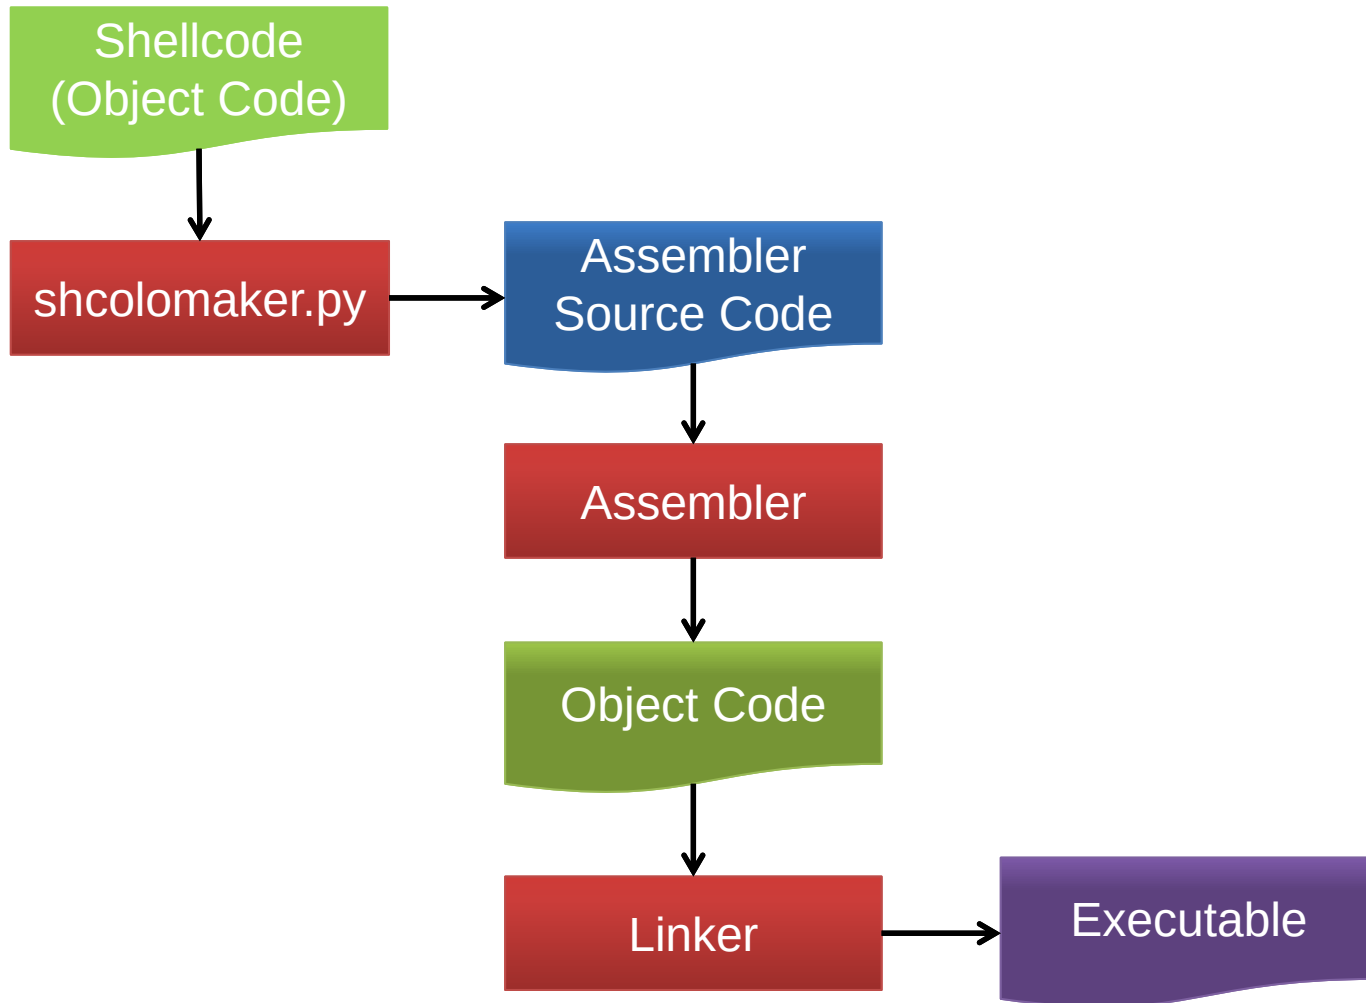 Shellcode
(Object Code)
shcolomaker.py
Assembler
Source Code
Assembler
Object Code
Linker
Executable